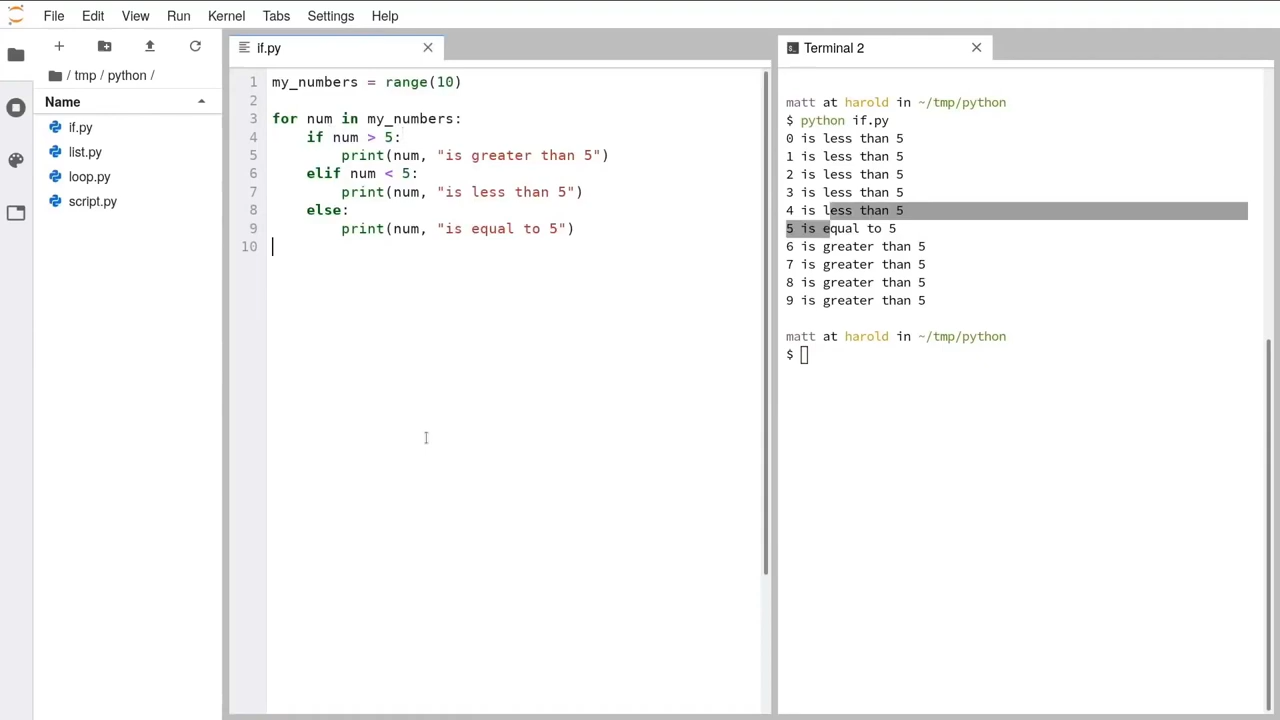 File Edit View Run Kernel Tabs Settings Help
/ tmp / python /
Name
if.py
list.py
loop.py
script.py
if.py
1 my_numbers = range(10)
2
3 for num in my_numbers:
4     if num > 5:
5         print(num, "is greater than 5")
6     elif num < 5:
7         print(num, "is less than 5")
8     else:
9         print(num, "is equal to 5")
10
Terminal 2
matt at harold in ~/tmp/python
$ python if.py
0 is less than 5
1 is less than 5
2 is less than 5
3 is less than 5
4 is less than 5
5 is equal to 5
6 is greater than 5
7 is greater than 5
8 is greater than 5
9 is greater than 5
matt at harold in ~/tmp/python
$